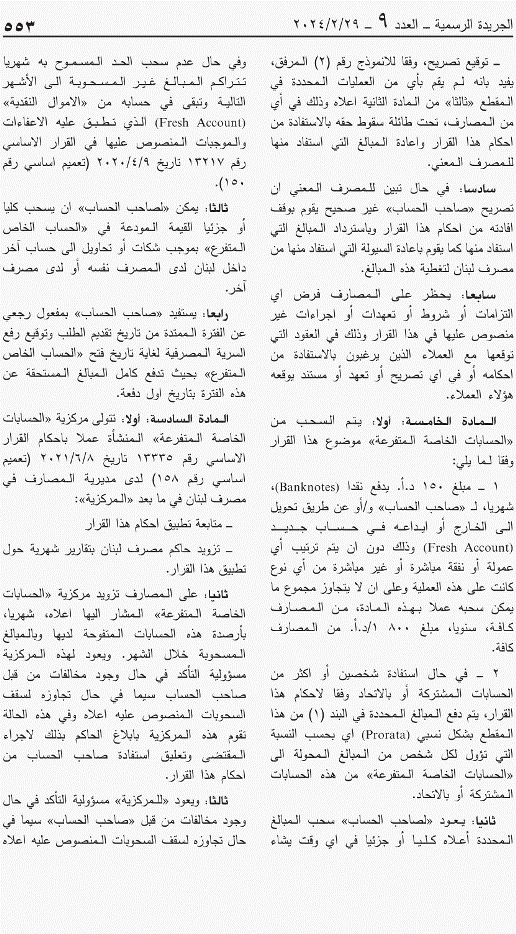 الجريدة الرسمية ــ العدد ٩ ــ ٢٠٢٤/٢/٢٩
٥٥٣
ــ توقيع تصريح، وفقا للانموذج رقم (٢) المرفق،
يفيد بانه لم يقم بأي من العمليات المحددة في
المقطع «ثالثا» من المادة الثانية اعلاه وذلك في أي
من المصارف، تحت طائلة سقوط حقه بالاستفادة من
احكام هذا القرار واعادة المبالغ التي استفاد منها
للمصرف المعني.
سادسا: في حال تبين للمصرف المعني ان
تصريح «صاحب الحساب» غير صحيح يقوم بوقف
افادته من احكام هذا القرار وباسترداد المبالغ التي
استفاد منها كما يقوم باعادة السيولة التي استفاد منها من
مصرف لبنان لتغطية هذه المبالغ.
سابعا: يحظر على المصارف فرض اي
التزامات أو شروط أو تعهدات أو اجراءات غير
منصوص عليها في هذا القرار وذلك في العقود التي
توقعها مع العملاء الذين يرغبون بالاستفادة من
احكامه أو في اي تصريح أو تعهد أو مستند يوقعه
هؤلاء العملاء.
المادة الخامسة: اولا: يتم السحب من
«الحسابات الخاصة المتفرعة» موضوع هذا القرار
وفقا لما يلي:
١ ــ مبلغ ١٥٠ د.أ. يدفع نقدا (Banknotes)،
شهريا، لـ «صاحب الحساب» و/أو عن طريق تحويل
الى الخارج أو ايداعه في حساب جديد
(Fresh Account) وذلك دون ان يتم ترتيب أي
عمولة أو نفقة مباشرة أو غير مباشرة من أي نوع
كانت على هذه العملية وعلى ان لا يتجاوز مجموع ما
يمكن سحبه عملا بهذه المادة، من المصارف
كافة، سنويا، مبلغ ٨٠٠ ١/د.أ. من المصارف
كافة.
٢ ــ في حال استفادة شخصين أو اكثر من
الحسابات المشتركة أو بالاتحاد وفقا لاحكام هذا
القرار، يتم دفع المبالغ المحددة في البند (١) من هذا
المقطع بشكل نسبي (Prorata) اي بحسب النسبة
التي تؤول لكل شخص من المبالغ المحولة الى
«الحسابات الخاصة المتفرعة» من هذه الحسابات
المشتركة أو بالاتحاد.
ثانيا: يعود «لصاحب الحساب» سحب المبالغ
المحددة أعلاه كليا أو جزئيا في اي وقت يشاء
وفي حال عدم سحب الحد المسموح به شهريا
تتراكم المبالغ غير المسحوبة الى الأشهر
التالية وتبقى في حسابه من «الاموال النقدية»
(Fresh Account) الذي تطبق عليه الاعفاءات
والموجبات المنصوص عليها في القرار الاساسي
رقم ١٣٢١٧ تاريخ ٢٠٢٠/٤/٩ (تعميم اساسي رقم
١٥٠).
ثالثا: يمكن «لصاحب الحساب» ان يسحب كليا
أو جزئيا القيمة المودعة في «الحساب الخاص
المتفرع» بموجب شكات أو تحاويل الى حساب آخر
داخل لبنان لدى المصرف نفسه أو لدى مصرف
آخر.
رابعا: يستفيد «صاحب الحساب» بمفعول رجعي
عن الفترة الممتدة من تاريخ تقديم الطلب وتوقيع رفع
السرية المصرفية لغاية تاريخ فتح «الحساب الخاص
المتفرع» بحيث تدفع كامل المبالغ المستحقة عن
هذه الفترة بتاريخ اول دفعة.
المادة السادسة: اولا: تتولى مركزية «الحسابات
الخاصة المتفرعة» المنشأة عملا باحكام القرار
الاساسي رقم ١٣٣٣٥ تاريخ ٢٠٢١/٦/٨ (تعميم
اساسي رقم ١٥٨) لدى مديرية المصارف في
مصرف لبنان في ما بعد «المركزية»:
ــ متابعة تطبيق احكام هذا القرار
ــ تزويد حاكم مصرف لبنان بتقارير شهرية حول
تطبيق هذا القرار.
ثانيا: على المصارف تزويد مركزية «الحسابات
الخاصة المتفرعة» المشار اليها اعلاه، شهريا،
بأرصدة هذه الحسابات المفتوحة لديها وبالمبالغ
المسحوبة خلال الشهر. ويعود لهذه المركزية
مسؤولية التأكد في حال وجود مخالفات من قبل
صاحب الحساب سيما في حال تجاوزه لسقف
السحوبات المنصوص عليه اعلاه وفي هذه الحالة
تقوم هذه المركزية بابلاغ الحاكم بذلك لاجراء
المقتضى وتعليق استفادة صاحب الحساب من
احكام هذا القرار.
ثالثا: ويعود «للمركزية» مسؤولية التأكد في حال
وجود مخالفات من قبل «صاحب الحساب» سيما في
حال تجاوزه لسقف السحوبات المنصوص عليه اعلاه